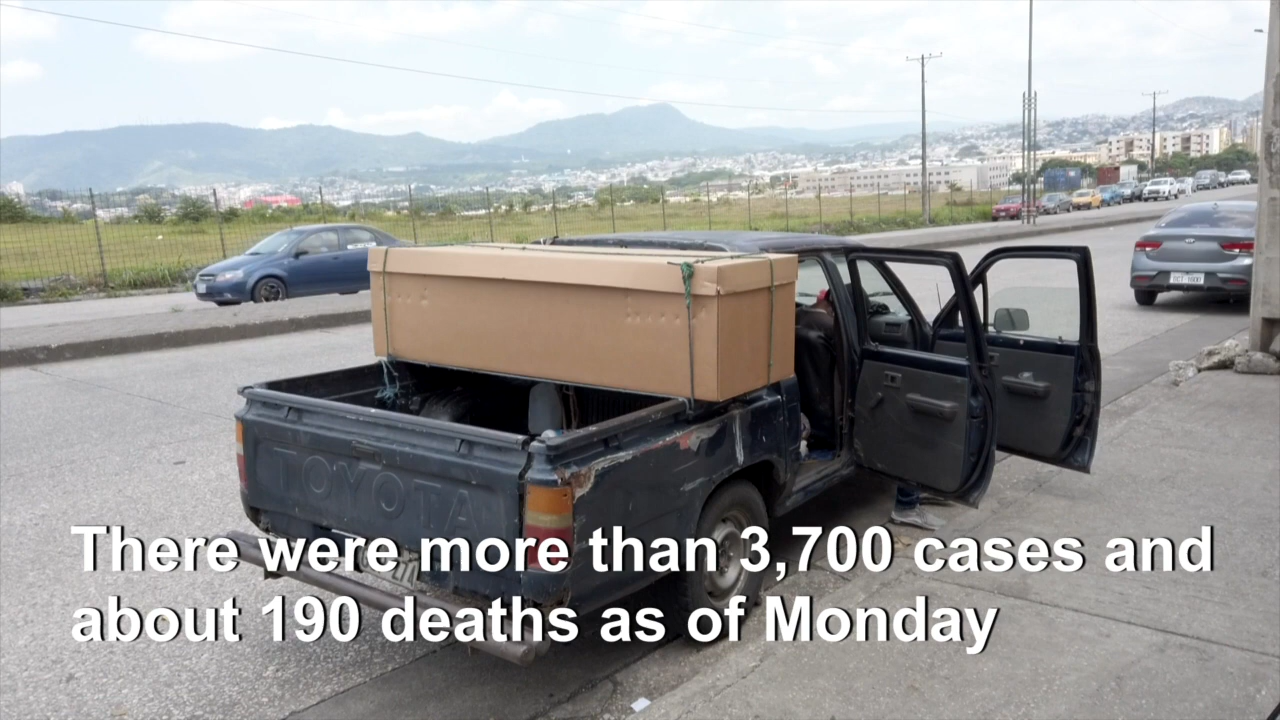 TOYOTA
There were more than 3,700 cases and
about 190 deaths as of Monday